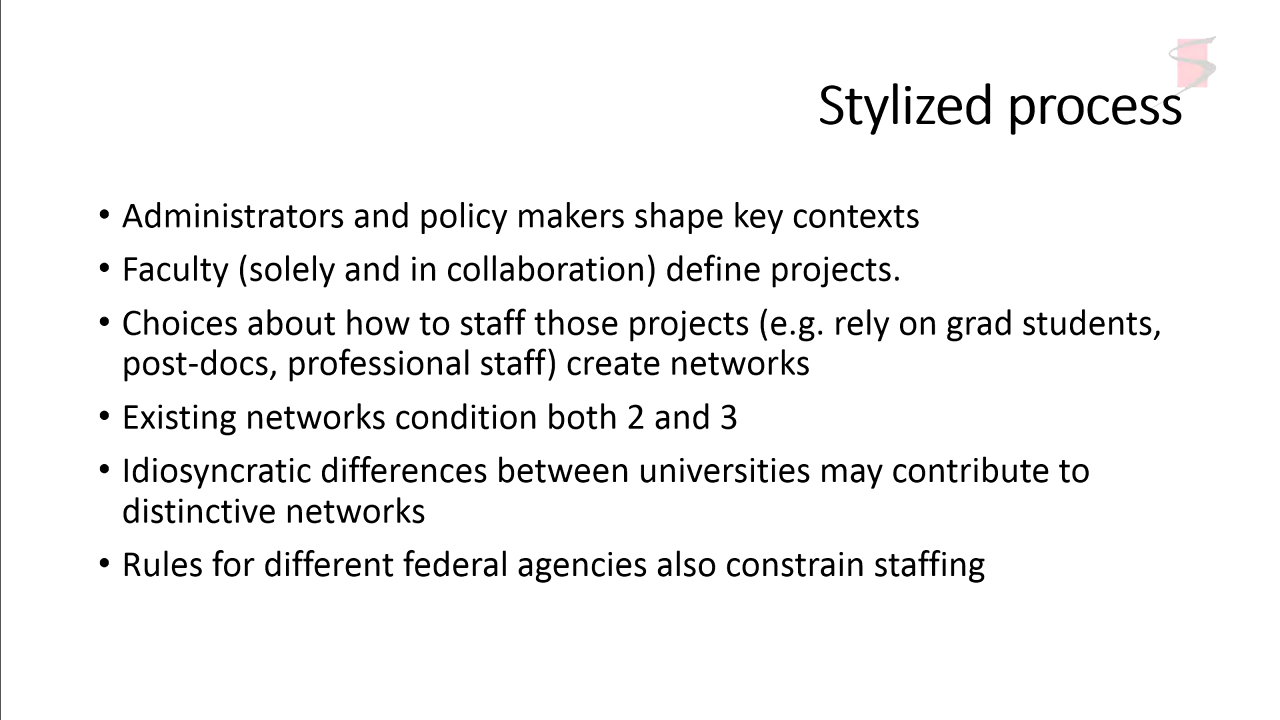 Stylized process
• Administrators and policy makers shape key contexts
• Faculty (solely and in collaboration) define projects.
• Choices about how to staff those projects (e.g. rely on grad students,
post-docs, professional staff) create networks
• Existing networks condition both 2 and 3
• Idiosyncratic differences between universities may contribute to
distinctive networks
• Rules for different federal agencies also constrain staffing